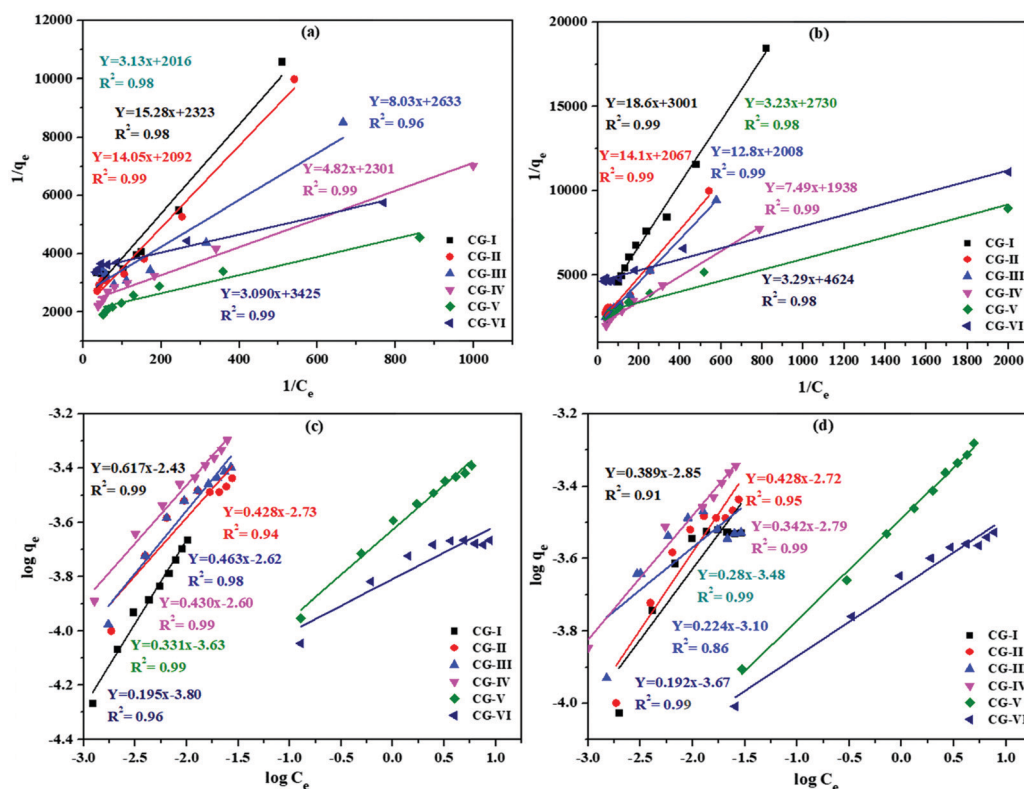 (a)
1/qe
10000
8000
6000
4000
2000
Y=3.13x+2016
R²= 0.98
Y=15.28x+2323
R²= 0.98
Y=14.05x+2092
R²= 0.99
Y=8.03x+2633
R²= 0.96
Y=4.82x+2301
R²= 0.99
Y=3.090x+3425
R²= 0.99
CG-I
CG-II
CG-III
CG-IV
CG-V
CG-VI
0 200 400 600 800 1000
1/Ce
(b)
1/qe
20000
15000
10000
5000
0
Y=18.6x+3001
R²= 0.99
Y=3.23x+2730
R²= 0.98
Y=14.1x+2067
R²= 0.99
Y=12.8x+2008
R²= 0.99
Y=7.49x+1938
R²= 0.99
Y=3.29x+4624
R²= 0.98
CG-I
CG-II
CG-III
CG-IV
CG-V
CG-VI
0 200 400 600 800 1000 1200 1400 1600 1800 2000
1/Ce
(c)
log qe
-3.2
-3.4
-3.6
-3.8
-4.0
-4.2
-4.4
Y=0.617x-2.43
R²= 0.99
Y=0.428x-2.73
R²= 0.94
Y=0.463x-2.62
R²= 0.98
Y=0.430x-2.60
R²= 0.99
Y=0.331x-3.63
R²= 0.99
Y=0.195x-3.80
R²= 0.96
CG-I
CG-II
CG-III
CG-IV
CG-V
CG-VI
-3.0 -2.5 -2.0 -1.5 -1.0 -0.5 0.0 0.5 1.0
log Ce
(d)
log qe
-3.2
-3.4
-3.6
-3.8
-4.0
Y=0.389x-2.85
R²= 0.91
Y=0.428x-2.72
R²= 0.95
Y=0.342x-2.79
R²= 0.99
Y=0.28x-3.48
R²= 0.99
Y=0.224x-3.10
R²= 0.86
Y=0.192x-3.67
R²= 0.99
CG-I
CG-II
CG-III
CG-IV
CG-V
CG-VI
-3.0 -2.5 -2.0 -1.5 -1.0 -0.5 0.0 0.5 1.0
log Ce